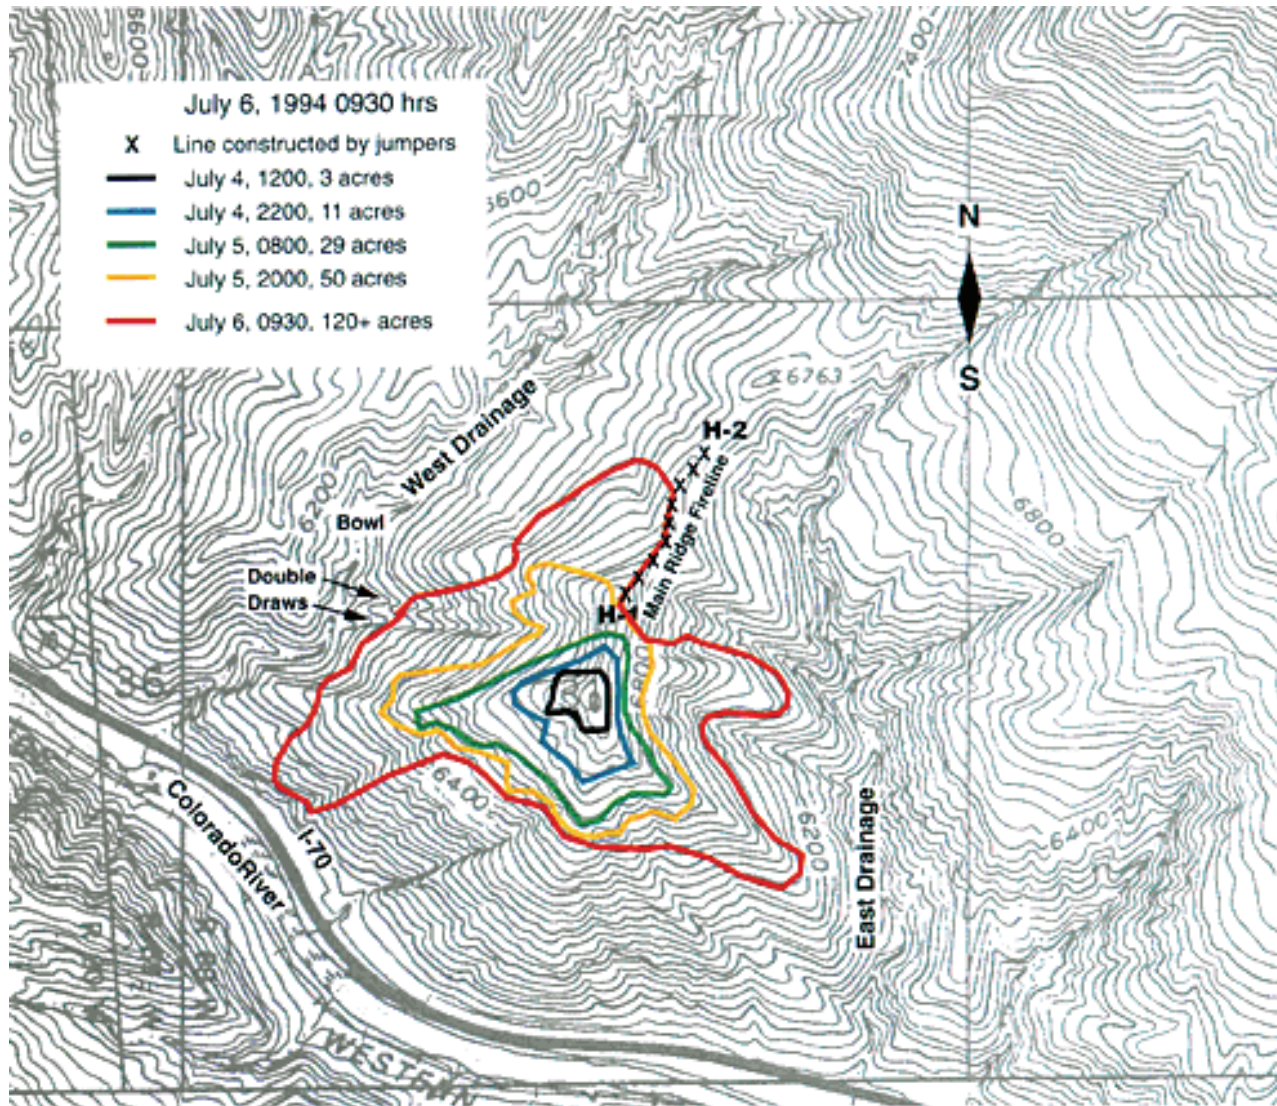 7400
July 6, 1994 0930 hrs
X Line constructed by jumpers
July 4, 1200, 3 acres
July 4, 2200, 11 acres
July 5, 0800, 29 acres
July 5, 2000, 50 acres
July 6, 0930, 120+ acres
N
S
x6763
H-2
West Drainage
6200
Bowl
6800
Main Ridge Fireline
Double
Draws
H-1
36
6400
ColoradoRiver
I-70
6200
6400
East Drainage
WESTERN